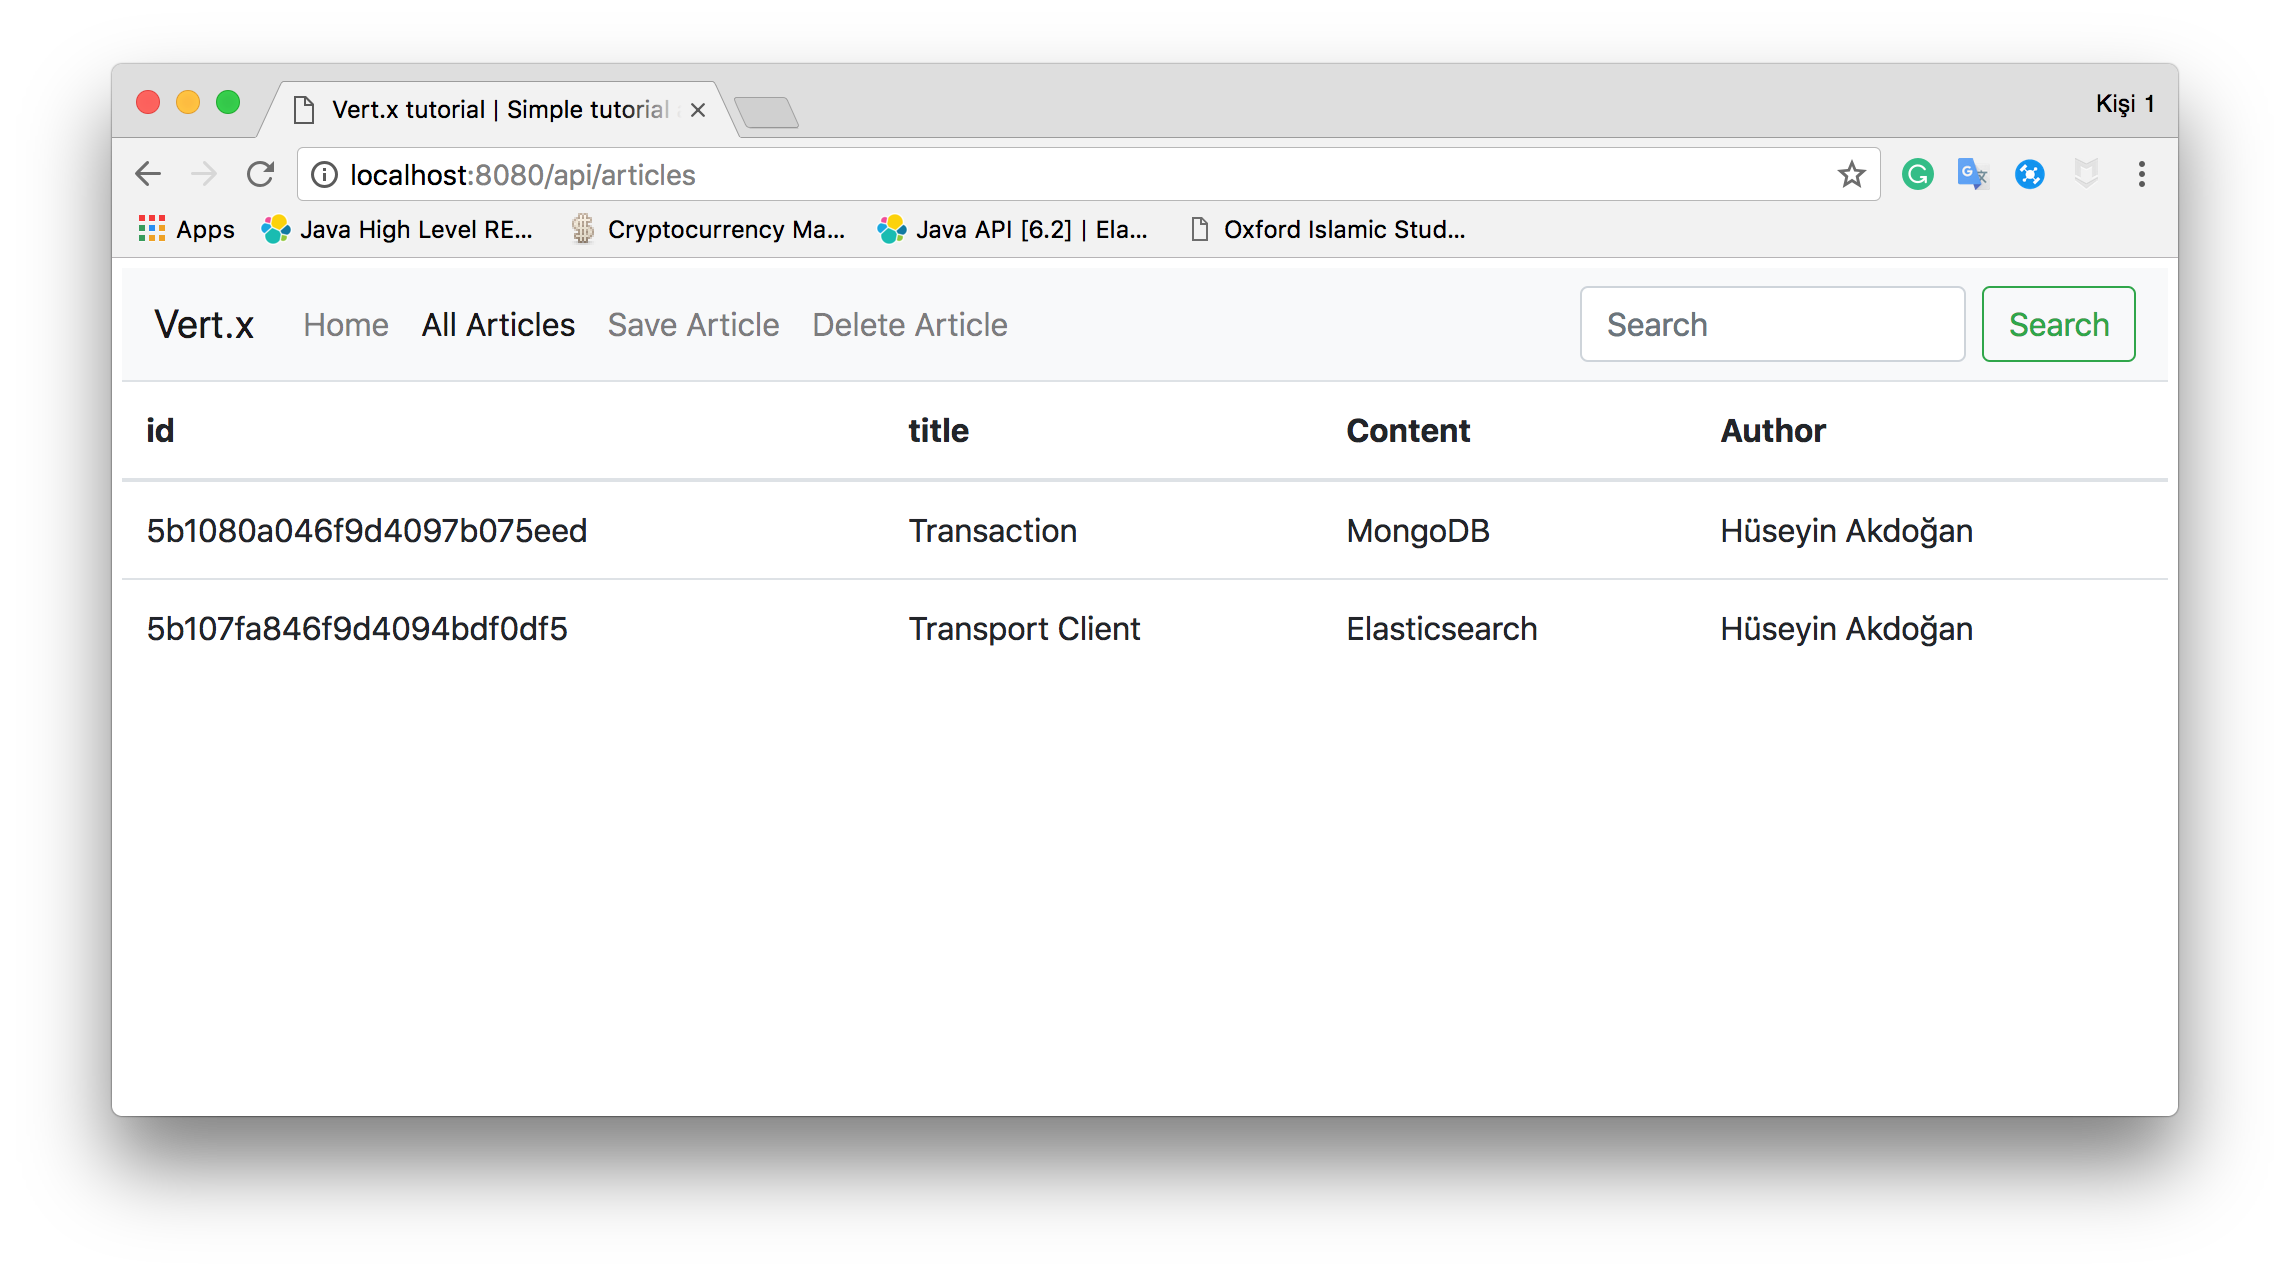 Vert.x tutorial | Simple tutorial
Kişi 1
localhost:8080/api/articles
Apps Java High Level RE... Cryptocurrency Ma... Java API [6.2] | Ela... Oxford Islamic Stud...
Vert.x Home All Articles Save Article Delete Article Search Search
id title Content Author
5b1080a046f9d4097b075eed Transaction MongoDB Hüseyin Akdoğan
5b107fa846f9d4094bdf0df5 Transport Client Elasticsearch Hüseyin Akdoğan